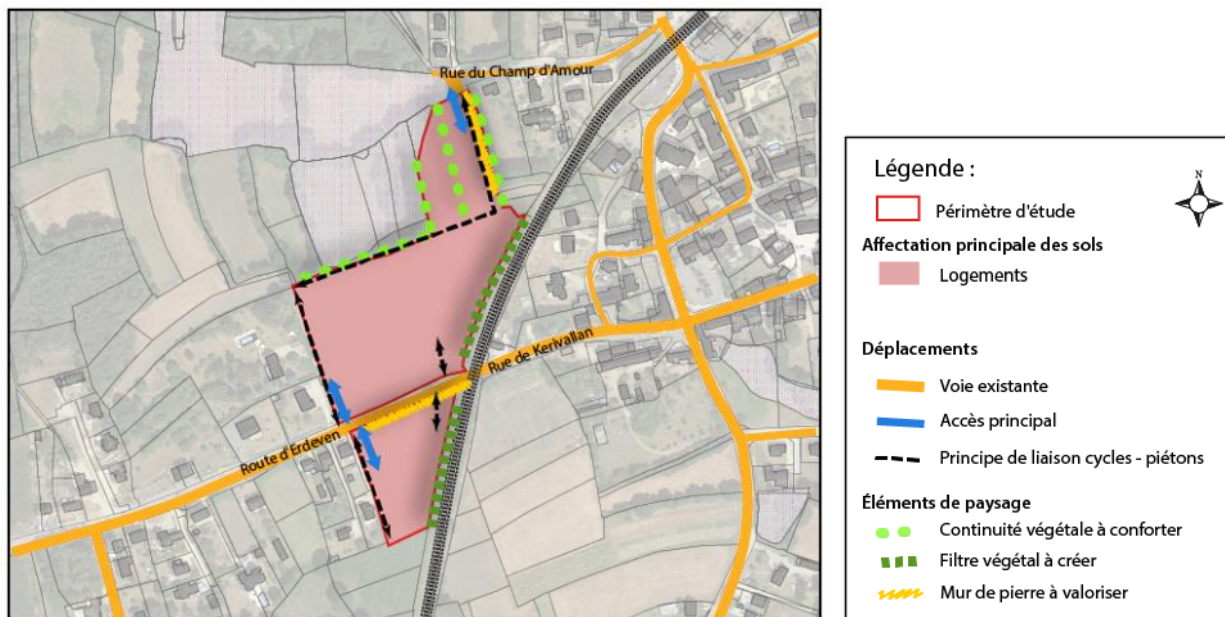 Rue du Champ d'Amour
Rue de Kerivallan
Route d'Erdeven
Légende :
N
Périmètre d'étude
Affectation principale des sols
Logements
Déplacements
Voie existante
Accès principal
Principe de liaison cycles - piétons
Éléments de paysage
Continuité végétale à conforter
Filtre végétal à créer
Mur de pierre à valoriser